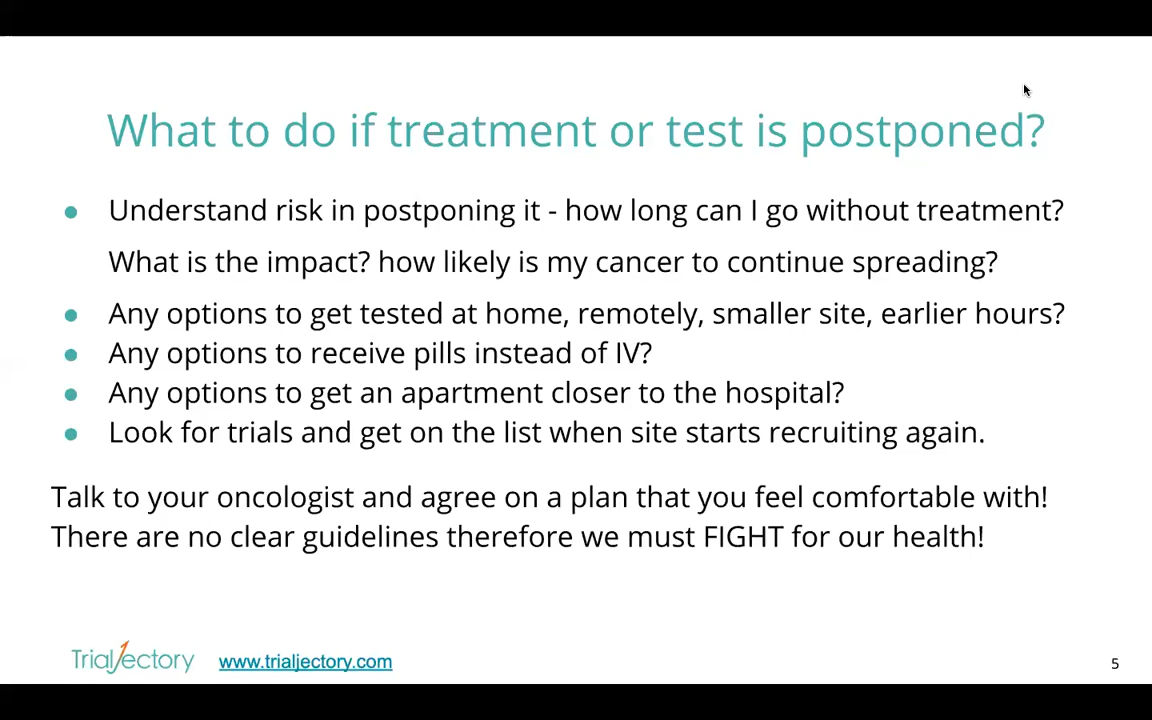 What to do if treatment or test is postponed?
● Understand risk in postponing it - how long can I go without treatment?
What is the impact? how likely is my cancer to continue spreading?
● Any options to get tested at home, remotely, smaller site, earlier hours?
● Any options to receive pills instead of IV?
● Any options to get an apartment closer to the hospital?
● Look for trials and get on the list when site starts recruiting again.
Talk to your oncologist and agree on a plan that you feel comfortable with!
There are no clear guidelines therefore we must FIGHT for our health!
TrialJectory www.trialjectory.com 5